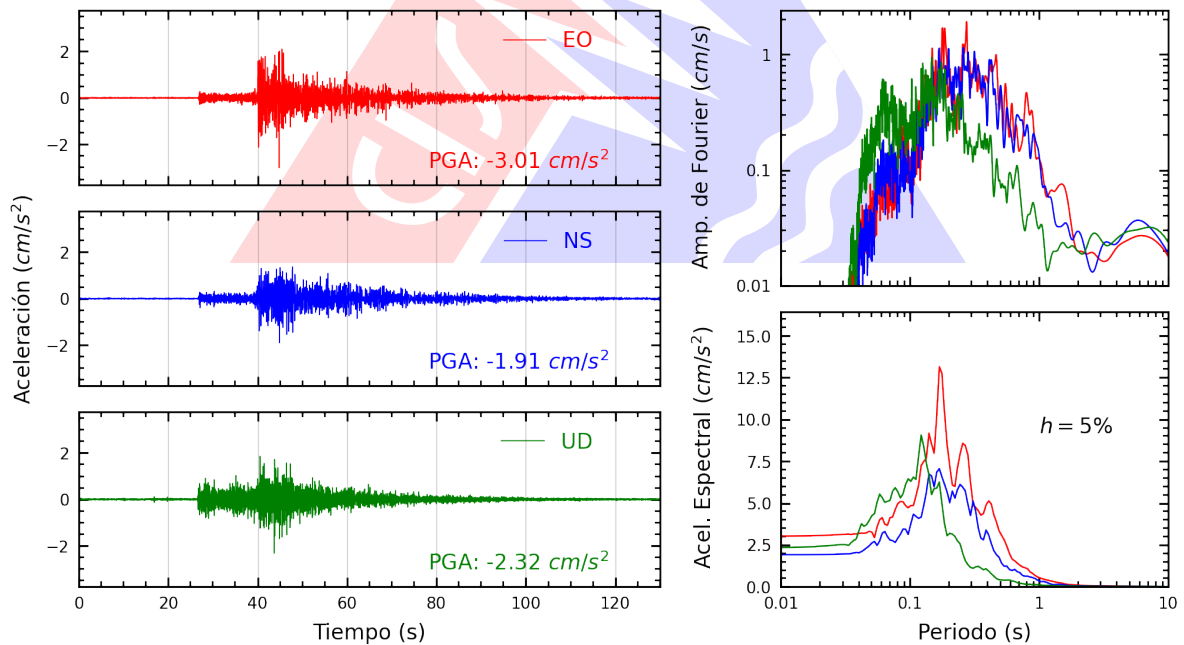 Aceleración (cm/s²)
2
0
−2
EO
PGA: -3.01 cm/s²
2
0
−2
NS
PGA: -1.91 cm/s²
2
0
−2
UD
PGA: -2.32 cm/s²
0 20 40 60 80 100 120
Tiempo (s)
Amp. de Fourier (cm/s)
1
0.1
0.01
Acel. Espectral (cm/s²)
15.0
12.5
10.0
7.5
5.0
2.5
0.0
h = 5%
0.01 0.1 1 10
Periodo (s)
CISMID